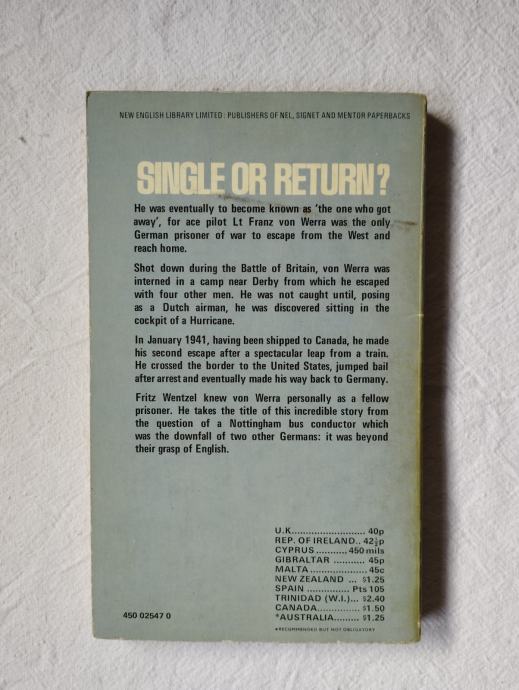 NEW ENGLISH LIBRARY LIMITED: PUBLISHERS OF NEL, SIGNET AND MENTOR PAPERBACKS
SINGLE OR RETURN?
He was eventually to become known as 'the one who got
away', for ace pilot Lt Franz von Werra was the only
German prisoner of war to escape from the West and
reach home.
Shot down during the Battle of Britain, von Werra was
interned in a camp near Derby from which he escaped
with four other men. He was not caught until, posing
as a Dutch airman, he was discovered sitting in the
cockpit of a Hurricane.
In January 1941, having been shipped to Canada, he made
his second escape after a spectacular leap from a train.
He crossed the border to the United States, jumped bail
after arrest and eventually made his way back to Germany.
Fritz Wentzel knew von Werra personally as a fellow
prisoner. He takes the title of this incredible story from
the question of a Nottingham bus conductor which
was the downfall of two other Germans: it was beyond
their grasp of English.
U.K.......................... 40p
REP. OF IRELAND.. 42½p
CYPRUS ........... 450 mils
GIBRALTAR ........... 45p
MALTA .................... 45c
NEW ZEALAND ... $1.25
SPAIN ............... Pts 105
TRINIDAD (W.I.)... $2.40
CANADA............... $1.50
*AUSTRALIA......... $1.25
*RECOMMENDED BUT NOT OBLIGATORY
450 02547 0